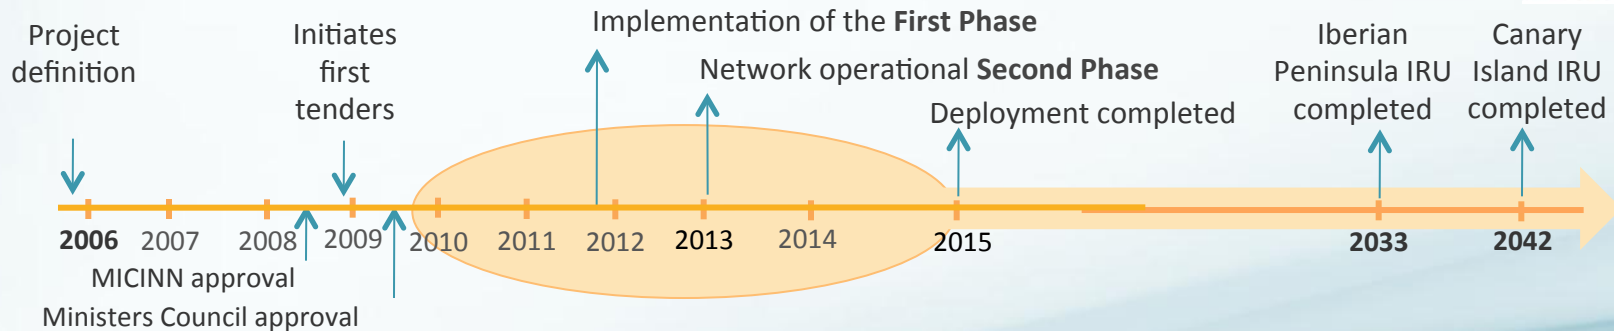 Project
definition
Initiates
first
tenders
Implementation of the First Phase
Network operational Second Phase
Deployment completed
Iberian
Peninsula IRU
completed
Canary
Island IRU
completed
2006
2007
2008
2009
2010
2011
2012
2013
2014
2015
2033
2042
MICINN approval
Ministers Council approval